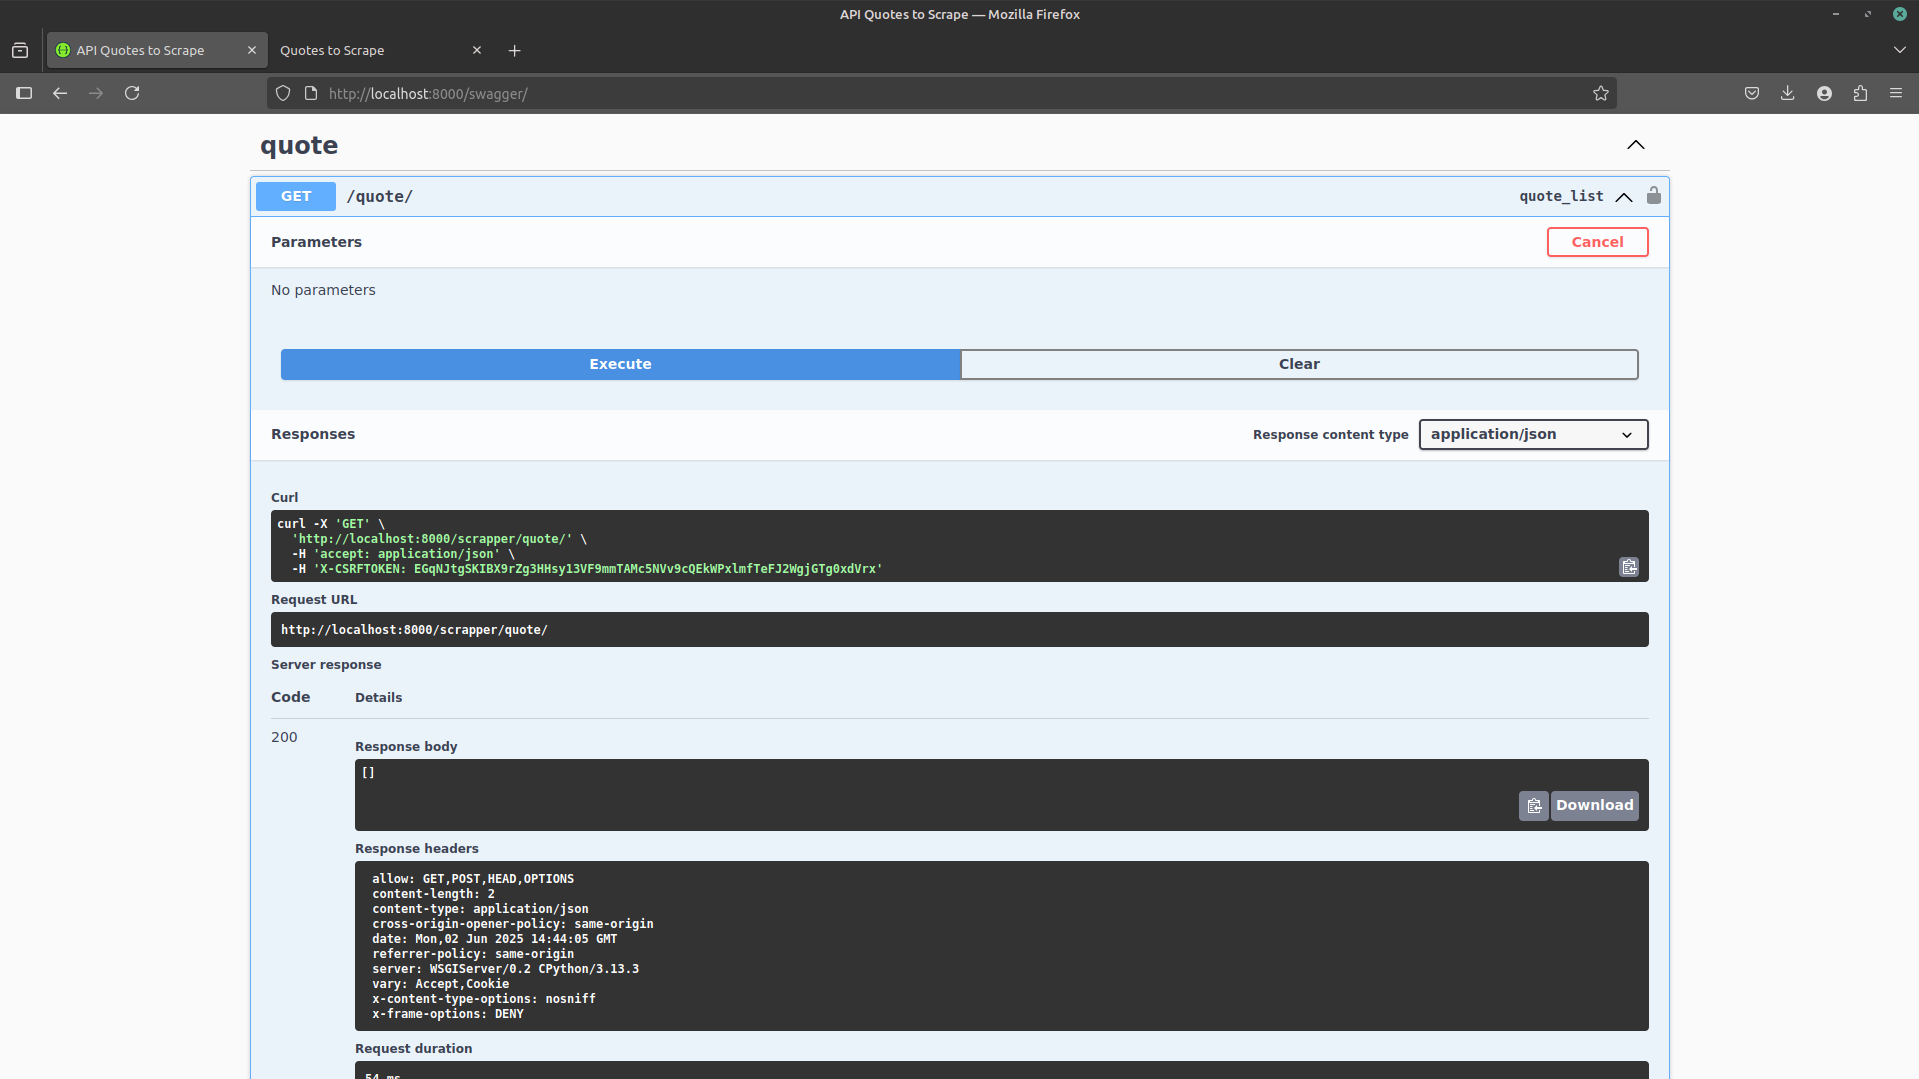 API Quotes to Scrape — Mozilla Firefox
API Quotes to Scrape
Quotes to Scrape
http://localhost:8000/swagger/
quote
GET /quote/ quote_list
Parameters Cancel
No parameters
Execute Clear
Responses Response content type application/json
Curl
curl -X 'GET' \
'http://localhost:8000/scrapper/quote/' \
-H 'accept: application/json' \
-H 'X-CSRFTOKEN: EGqNJtgSKIBX9rZg3HHsy13VF9mmTAMc5NVv9cQEkWPxlmfTeFJ2WgjGTg0xdVrx'
Request URL
http://localhost:8000/scrapper/quote/
Server response
Code Details
200
Response body
[]
Download
Response headers
allow: GET,POST,HEAD,OPTIONS
content-length: 2
content-type: application/json
cross-origin-opener-policy: same-origin
date: Mon,02 Jun 2025 14:44:05 GMT
referrer-policy: same-origin
server: WSGIServer/0.2 CPython/3.13.3
vary: Accept,Cookie
x-content-type-options: nosniff
x-frame-options: DENY
Request duration
54 ms